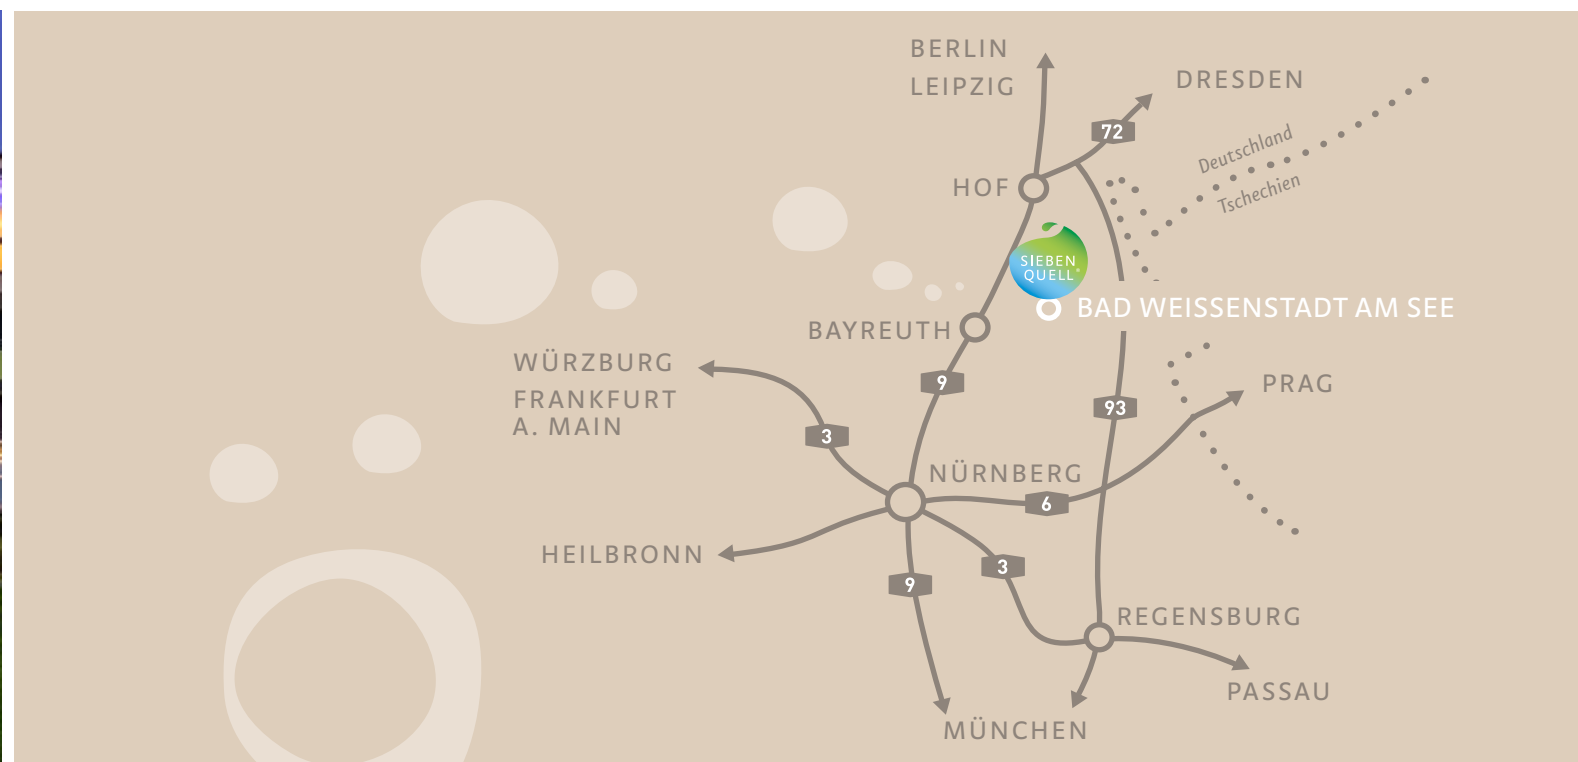 BERLIN
LEIPZIG
DRESDEN
72
Deutschland
Tschechien
HOF
SIEBEN
QUELL®
BAD WEISSENSTADT AM SEE
BAYREUTH
WÜRZBURG
FRANKFURT
A. MAIN
9
PRAG
93
3
NÜRNBERG
6
HEILBRONN
3
9
REGENSBURG
PASSAU
MÜNCHEN